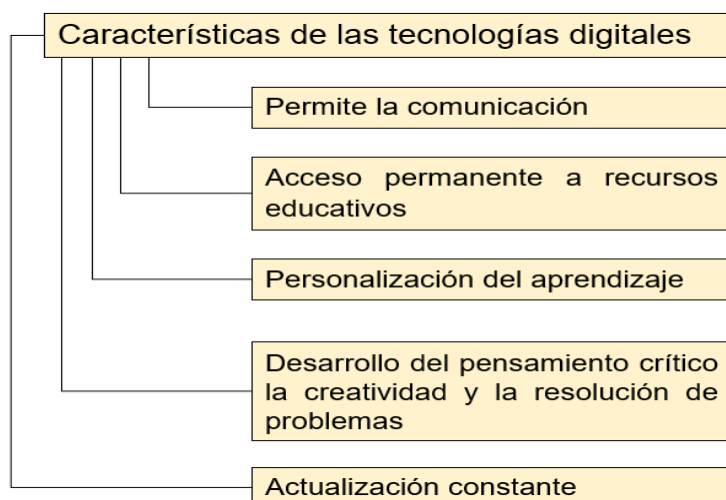 Características de las tecnologías digitales
Permite la comunicación
Acceso permanente a recursos
educativos
Personalización del aprendizaje
Desarrollo del pensamiento crítico
la creatividad y la resolución de
problemas
Actualización constante